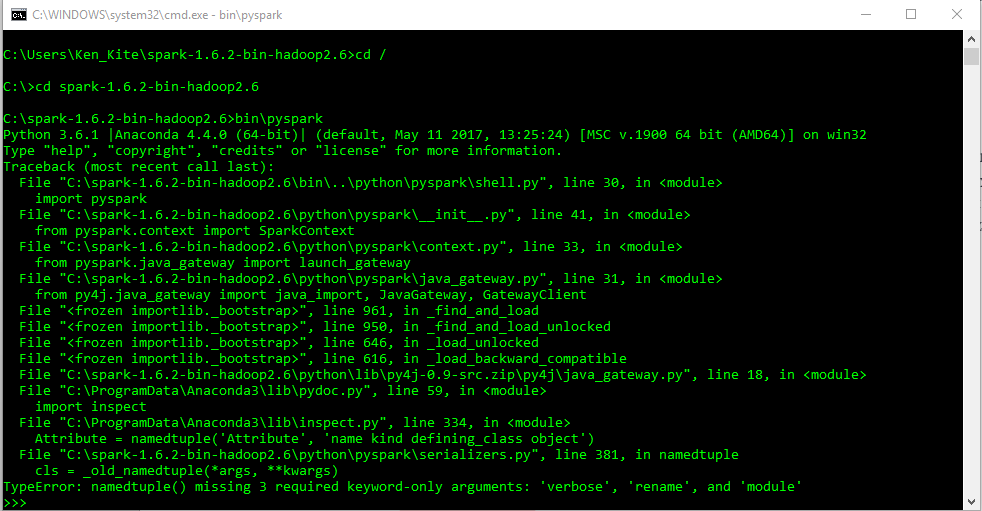 C:\WINDOWS\system32\cmd.exe - bin\pyspark
C:\Users\Ken_Kite\spark-1.6.2-bin-hadoop2.6>cd /
C:\>cd spark-1.6.2-bin-hadoop2.6
C:\spark-1.6.2-bin-hadoop2.6>bin\pyspark
Python 3.6.1 |Anaconda 4.4.0 (64-bit)| (default, May 11 2017, 13:25:24) [MSC v.1900 64 bit (AMD64)] on win32
Type "help", "copyright", "credits" or "license" for more information.
Traceback (most recent call last):
  File "C:\spark-1.6.2-bin-hadoop2.6\bin\..\python\pyspark\shell.py", line 30, in <module>
    import pyspark
  File "C:\spark-1.6.2-bin-hadoop2.6\python\pyspark\__init__.py", line 41, in <module>
    from pyspark.context import SparkContext
  File "C:\spark-1.6.2-bin-hadoop2.6\python\pyspark\context.py", line 33, in <module>
    from pyspark.java_gateway import launch_gateway
  File "C:\spark-1.6.2-bin-hadoop2.6\python\pyspark\java_gateway.py", line 31, in <module>
    from py4j.java_gateway import java_import, JavaGateway, GatewayClient
  File "<frozen importlib._bootstrap>", line 961, in _find_and_load
  File "<frozen importlib._bootstrap>", line 950, in _find_and_load_unlocked
  File "<frozen importlib._bootstrap>", line 646, in _load_unlocked
  File "<frozen importlib._bootstrap>", line 616, in _load_backward_compatible
  File "C:\spark-1.6.2-bin-hadoop2.6\python\lib\py4j-0.9-src.zip\py4j\java_gateway.py", line 18, in <module>
  File "C:\ProgramData\Anaconda3\lib\pydoc.py", line 59, in <module>
    import inspect
  File "C:\ProgramData\Anaconda3\lib\inspect.py", line 334, in <module>
    Attribute = namedtuple('Attribute', 'name kind defining_class object')
  File "C:\spark-1.6.2-bin-hadoop2.6\python\pyspark\serializers.py", line 381, in namedtuple
    cls = _old_namedtuple(*args, **kwargs)
TypeError: namedtuple() missing 3 required keyword-only arguments: 'verbose', 'rename', and 'module'
>>>